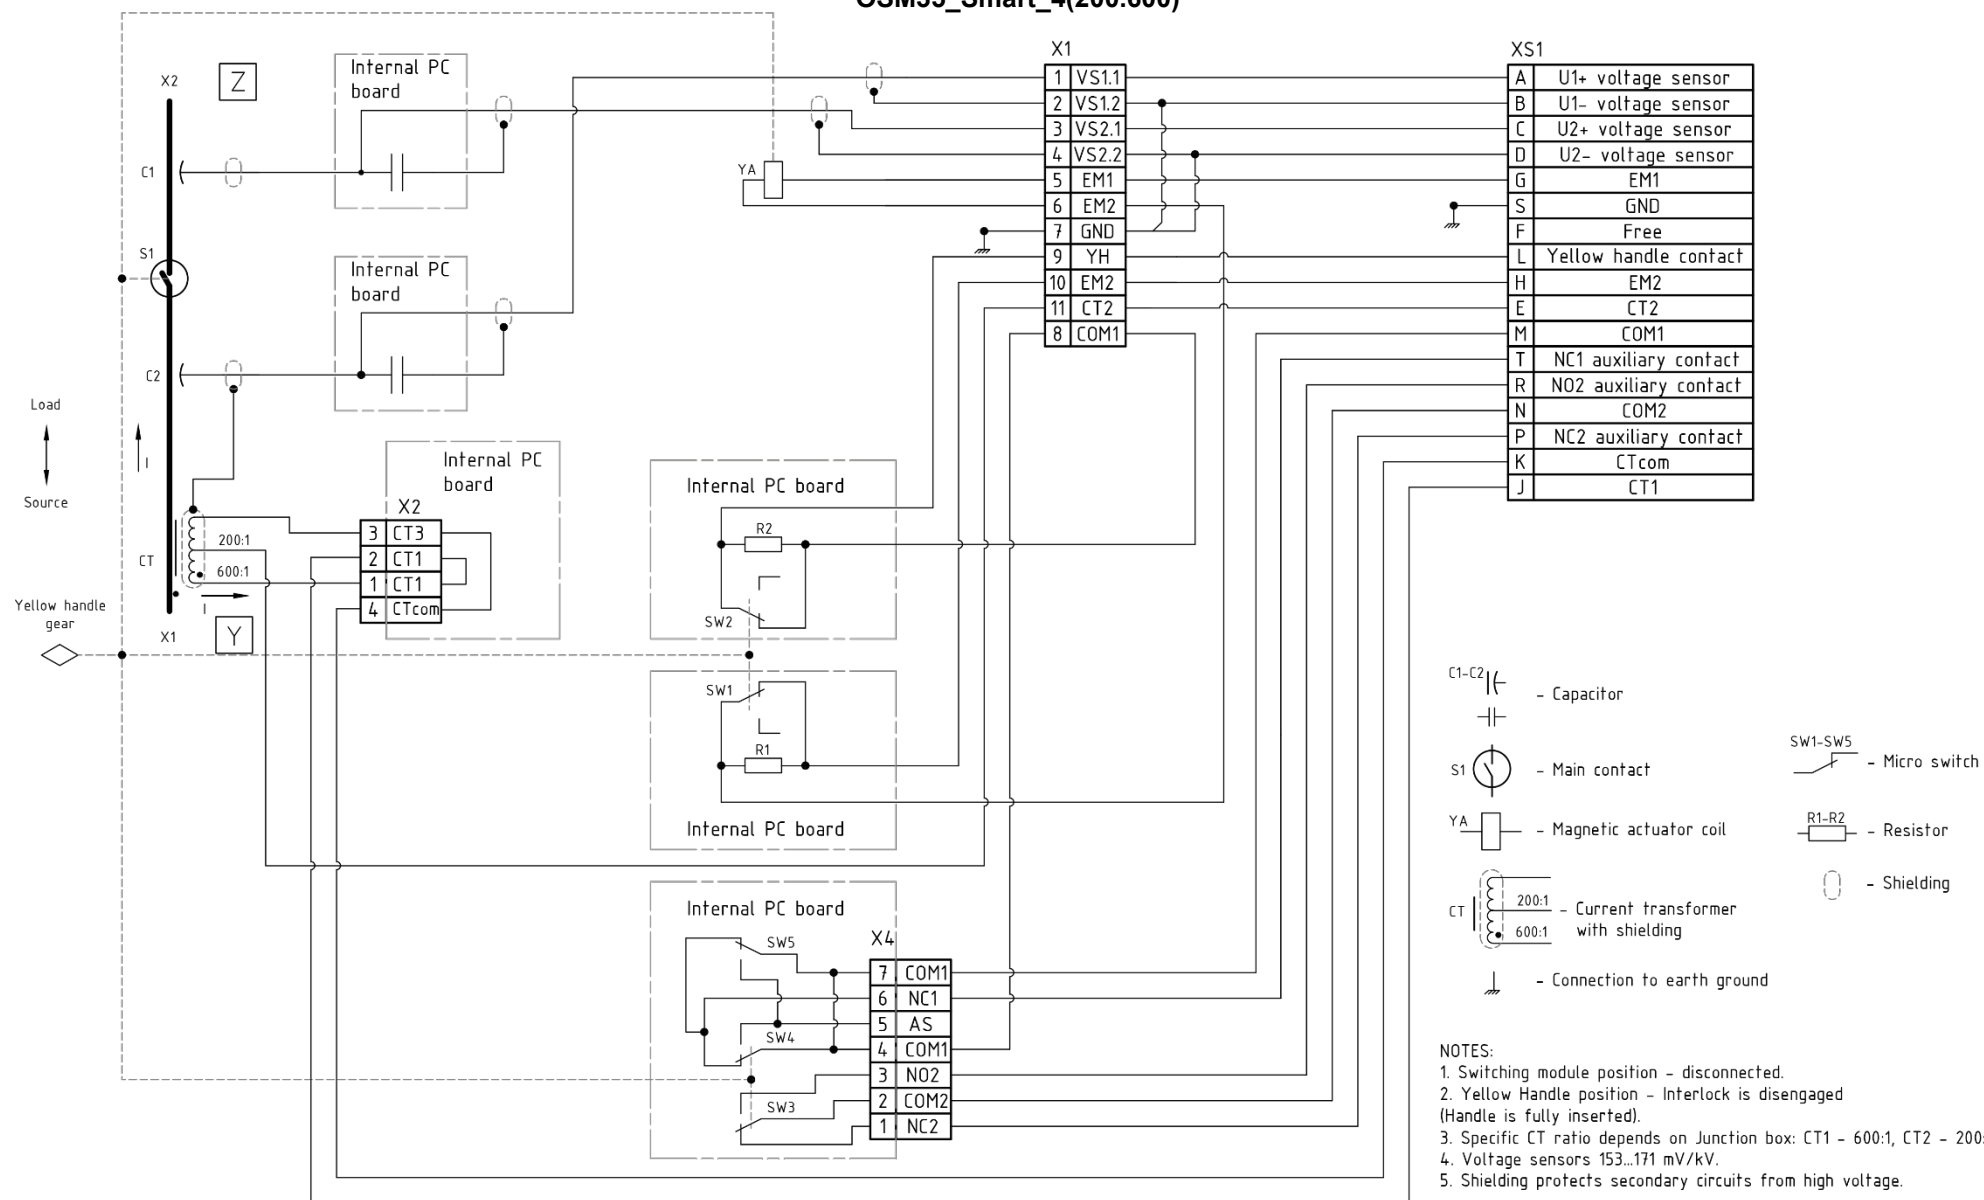 X2
Z
Internal PC
board
C1
S1
Internal PC
board
C2
Load
I
Source
Internal PC
board
X2
3 CT3
2 CT1
1 CT1
4 CTcom
200:1
CT
600:1
I
Yellow handle
gear
X1
Y
YA
X1
1 VS1.1
2 VS1.2
3 VS2.1
4 VS2.2
5 EM1
6 EM2
7 GND
9 YH
10 EM2
11 CT2
8 COM1
XS1
A U1+ voltage sensor
B U1- voltage sensor
C U2+ voltage sensor
D U2- voltage sensor
G EM1
S GND
F Free
L Yellow handle contact
H EM2
E CT2
M COM1
T NC1 auxiliary contact
R NO2 auxiliary contact
N COM2
P NC2 auxiliary contact
K CTcom
J CT1
Internal PC board
R2
SW2
SW1
R1
Internal PC board
Internal PC board
SW5
X4
7 COM1
6 NC1
5 AS
SW4
4 COM1
3 NO2
2 COM2
SW3
1 NC2
C1-C2
- Capacitor
S1
- Main contact
SW1-SW5
- Micro switch
YA
- Magnetic actuator coil
R1-R2
- Resistor
CT
200:1
600:1
- Current transformer
with shielding
- Shielding
- Connection to earth ground
NOTES:
1. Switching module position - disconnected.
2. Yellow Handle position - Interlock is disengaged
(Handle is fully inserted).
3. Specific CT ratio depends on Junction box: CT1 - 600:1, CT2 - 200:
4. Voltage sensors 153...171 mV/kV.
5. Shielding protects secondary circuits from high voltage.